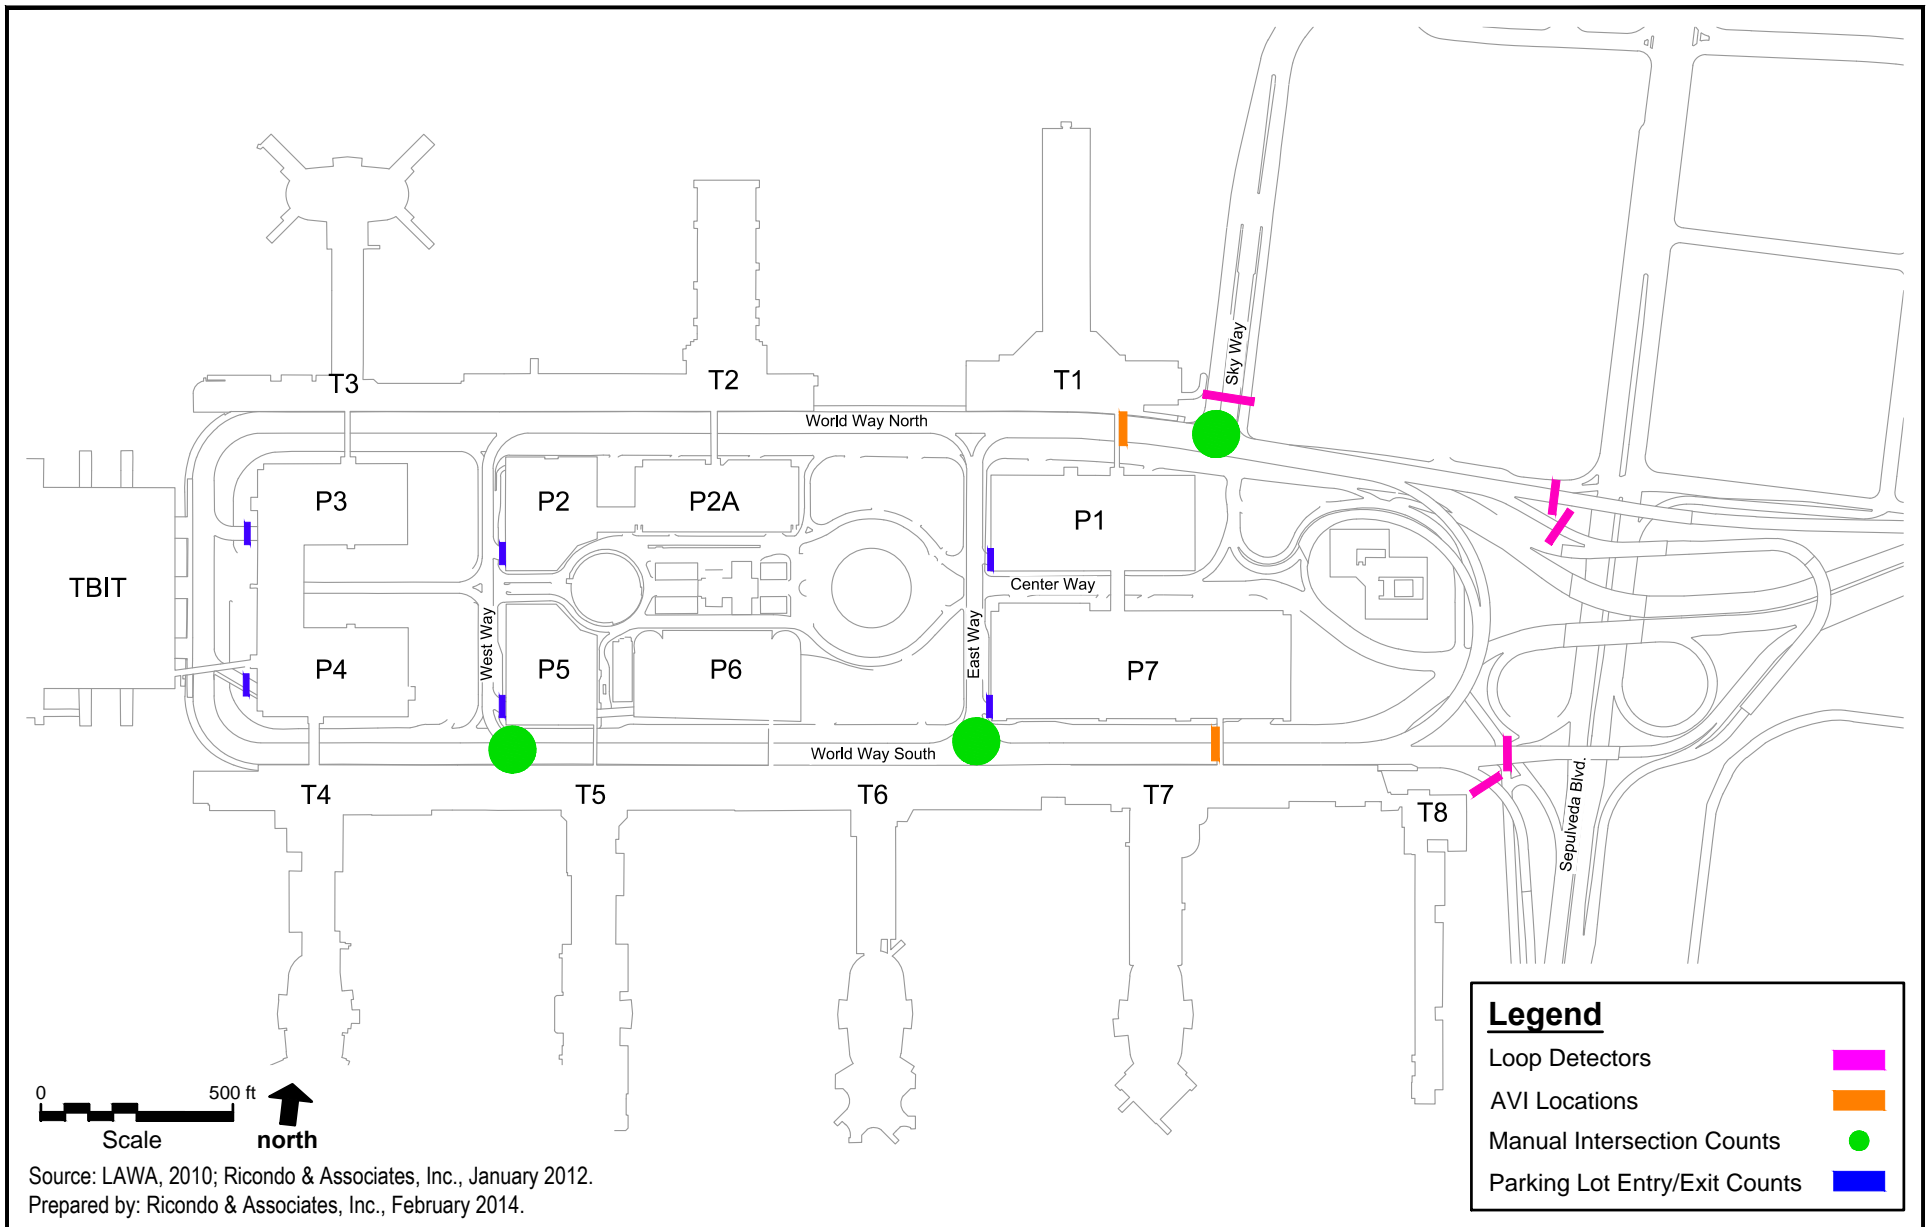 T3
T2
T1
Sky Way
World Way North
P3
P2
P2A
P1
TBIT
Center Way
West Way
East Way
P4
P5
P6
P7
World Way South
Sepulveda Blvd.
T4
T5
T6
T7
T8
Legend
Loop Detectors
AVI Locations
Manual Intersection Counts
Parking Lot Entry/Exit Counts
0 500 ft
Scale
north
Source: LAWA, 2010; Ricondo & Associates, Inc., January 2012.
Prepared by: Ricondo & Associates, Inc., February 2014.